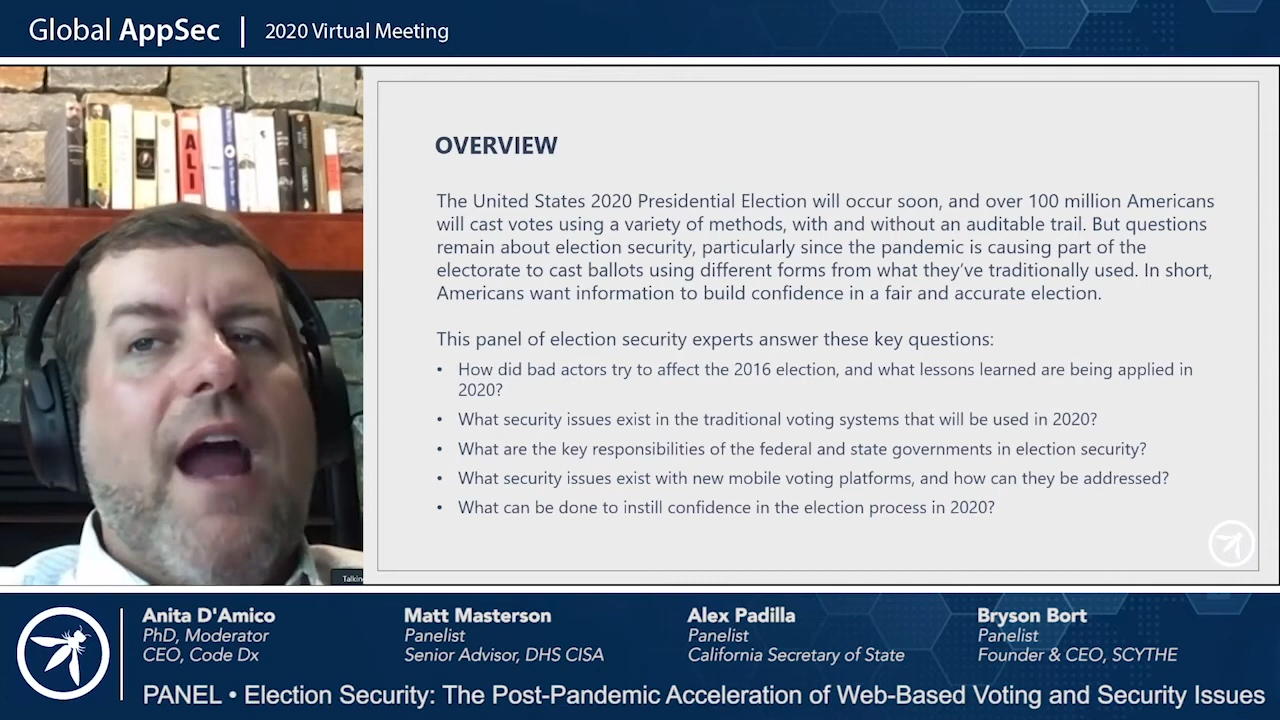 Global AppSec | 2020 Virtual Meeting
ALI
OVERVIEW
The United States 2020 Presidential Election will occur soon, and over 100 million Americans
will cast votes using a variety of methods, with and without an auditable trail. But questions
remain about election security, particularly since the pandemic is causing part of the
electorate to cast ballots using different forms from what they've traditionally used. In short,
Americans want information to build confidence in a fair and accurate election.
This panel of election security experts answer these key questions:
• How did bad actors try to affect the 2016 election, and what lessons learned are being applied in
2020?
• What security issues exist in the traditional voting systems that will be used in 2020?
• What are the key responsibilities of the federal and state governments in election security?
• What security issues exist with new mobile voting platforms, and how can they be addressed?
• What can be done to instill confidence in the election process in 2020?
Anita D'Amico
PhD, Moderator
CEO, Code Dx
Matt Masterson
Panelist
Senior Advisor, DHS CISA
Alex Padilla
Panelist
California Secretary of State
Bryson Bort
Panelist
Founder & CEO, SCYTHE
PANEL • Election Security: The Post-Pandemic Acceleration of Web-Based Voting and Security Issues